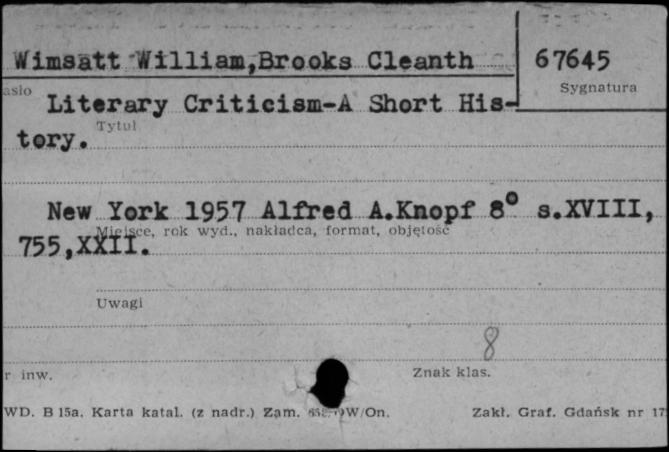 Wimsatt William,Brooks Cleanth 67645
asło Sygnatura
Literary Criticism-A Short His-
Tytuł
tory.
New York 1957 Alfred A.Knopf 8° s.XVIII,
Miejsce, rok wyd., nakładca, format, objętość
755,XXII.
Uwagi
8
r inw. Znak klas.
WD. B 15a. Karta katal. (z nadr.) Zam. W/On. Zakł. Graf. Gdańsk nr 17